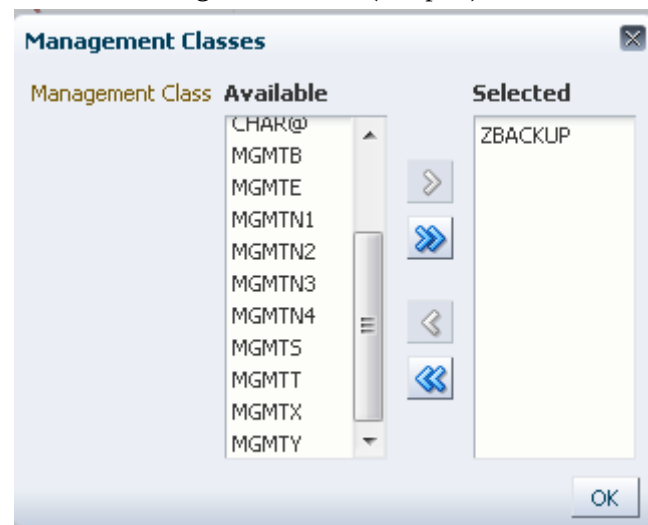 Management Classes
Management Class Available Selected
CHAR@ ZBACKUP
MGMTB
MGMTE
MGMTN1
MGMTN2
MGMTN3
MGMTN4
MGMTS
MGMTT
MGMTX
MGMTY
OK